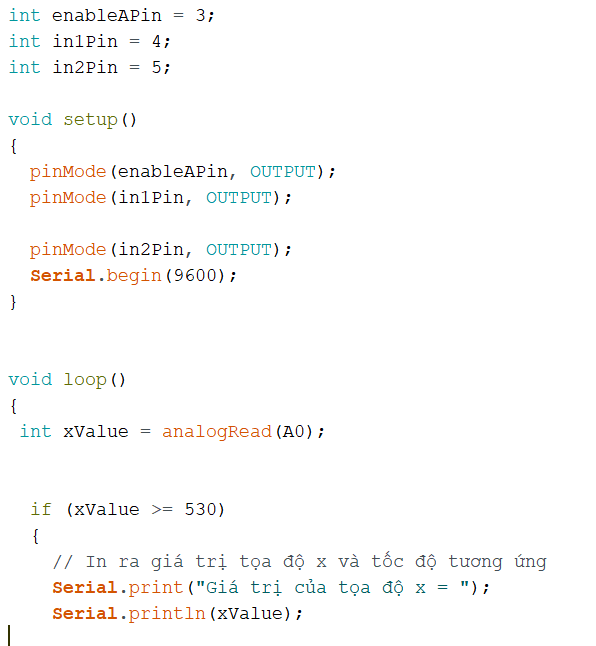 int enableAPin = 3;
int in1Pin = 4;
int in2Pin = 5;
void setup()
{
pinMode(enableAPin, OUTPUT);
pinMode(in1Pin, OUTPUT);
pinMode(in2Pin, OUTPUT);
Serial.begin(9600);
}
void loop()
{
int xValue = analogRead(A0);
if (xValue >= 530)
{
// In ra giá trị tọa độ x và tốc độ tương ứng
Serial.print("Giá trị của tọa độ x = ");
Serial.println(xValue);